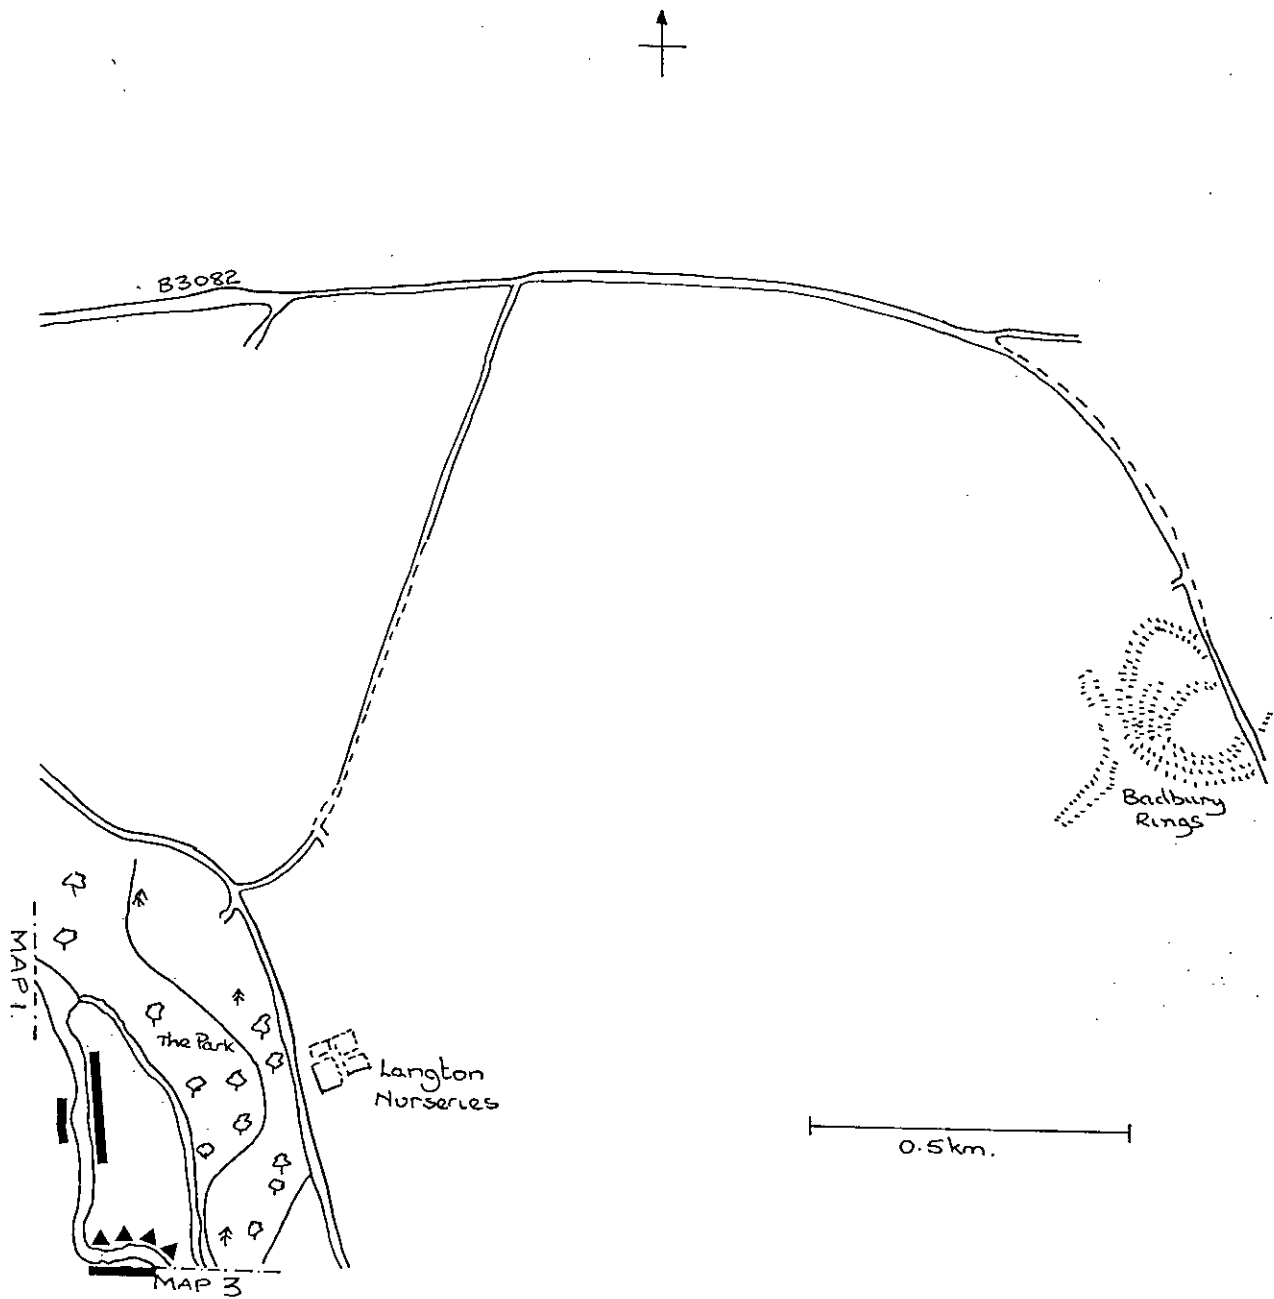 B3082
Badbury
Rings
MAP 1.
The Park
Langton
Nurseries
0.5km.
MAP 3